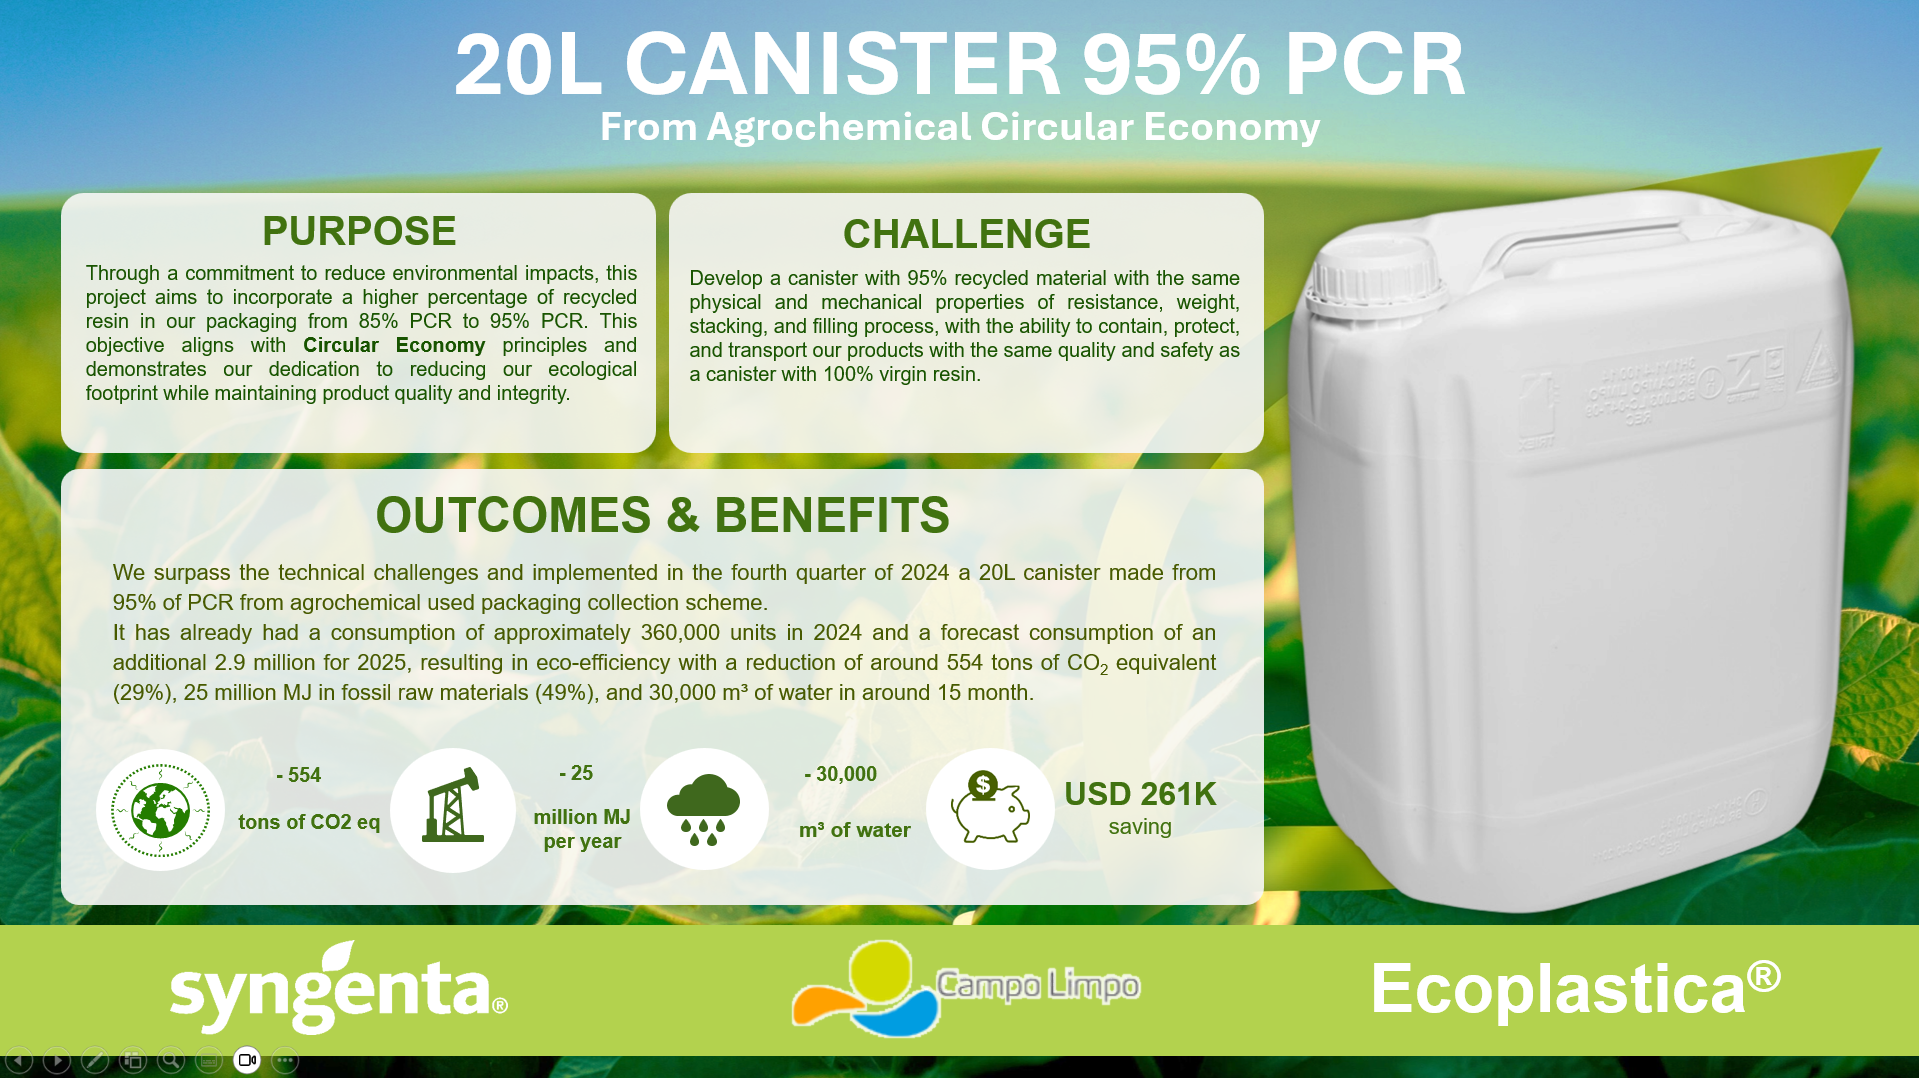 20L CANISTER 95% PCR
From Agrochemical Circular Economy
PURPOSE
Through a commitment to reduce environmental impacts, this
project aims to incorporate a higher percentage of recycled
resin in our packaging from 85% PCR to 95% PCR. This
objective aligns with Circular Economy principles and
demonstrates our dedication to reducing our ecological
footprint while maintaining product quality and integrity.
CHALLENGE
Develop a canister with 95% recycled material with the same
physical and mechanical properties of resistance, weight,
stacking, and filling process, with the ability to contain, protect,
and transport our products with the same quality and safety as
a canister with 100% virgin resin.
OUTCOMES & BENEFITS
We surpass the technical challenges and implemented in the fourth quarter of 2024 a 20L canister made from
95% of PCR from agrochemical used packaging collection scheme.
It has already had a consumption of approximately 360,000 units in 2024 and a forecast consumption of an
additional 2.9 million for 2025, resulting in eco-efficiency with a reduction of around 554 tons of CO₂ equivalent
(29%), 25 million MJ in fossil raw materials (49%), and 30,000 m³ of water in around 15 month.
- 554
tons of CO2 eq
- 25
million MJ
per year
- 30,000
m³ of water
$
USD 261K
saving
syngenta®
Campo Limpo
Ecoplastica®